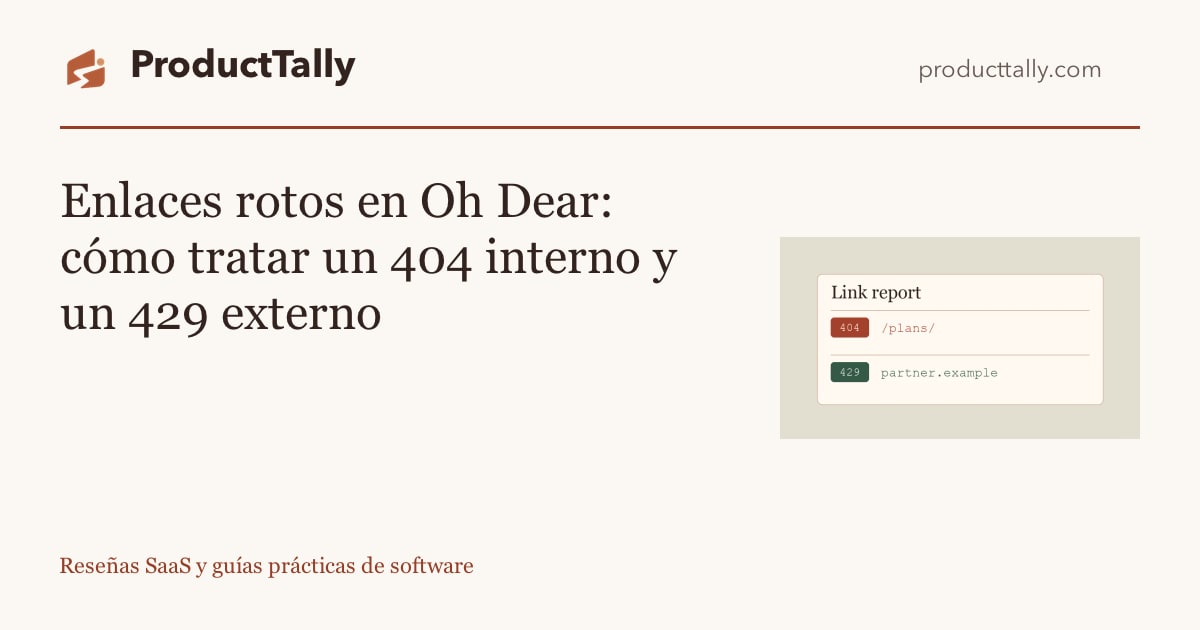 ProductTally
producttally.com
Enlaces rotos en Oh Dear:
cómo tratar un 404 interno y
un 429 externo
Link report
404 /plans/
429 partner.example
Reseñas SaaS y guías prácticas de software